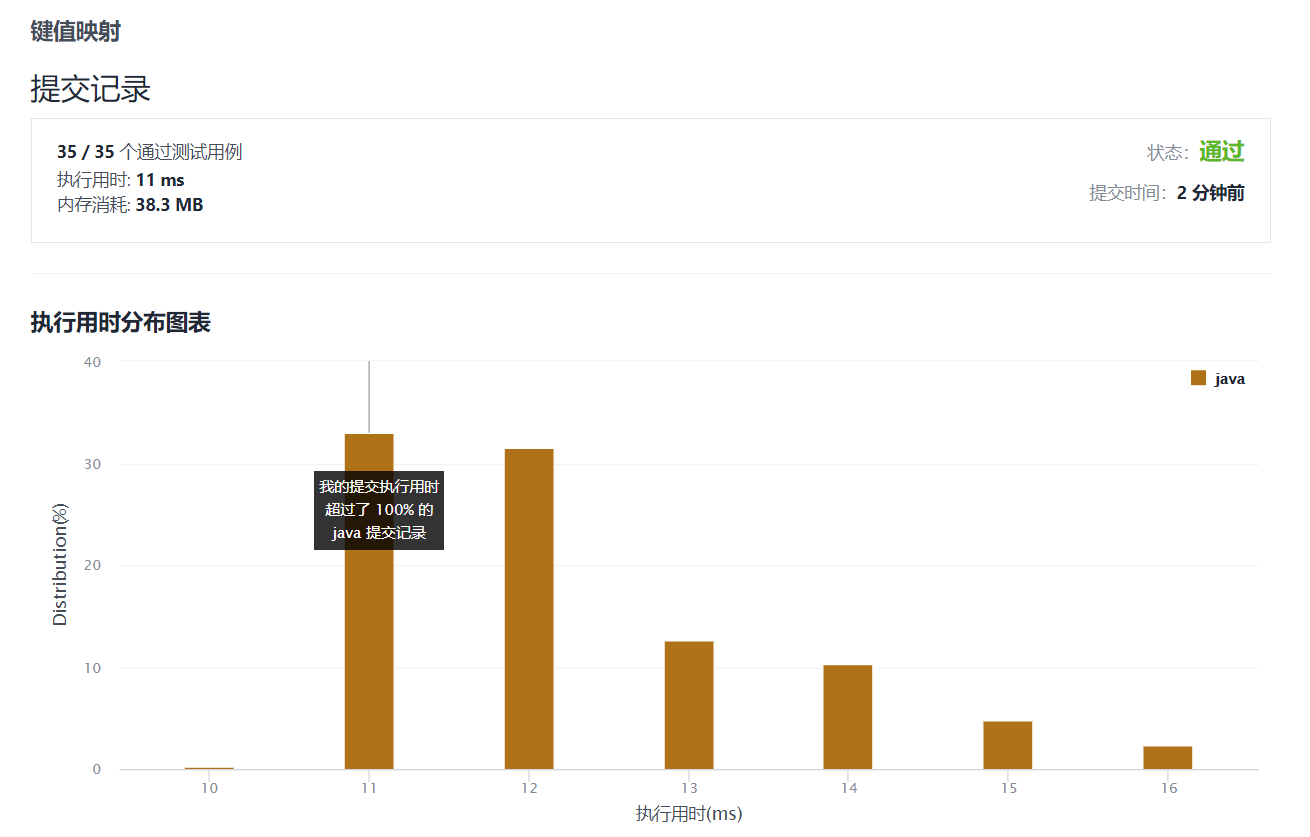 键值映射
提交记录
35 / 35 个通过测试用例
状态：通过
执行用时: 11 ms
提交时间：2 分钟前
内存消耗: 38.3 MB
执行用时分布图表
40
30
20
10
0
Distribution(%)
java
我的提交执行用时
超过了 100% 的
java 提交记录
10 11 12 13 14 15 16
执行用时(ms)